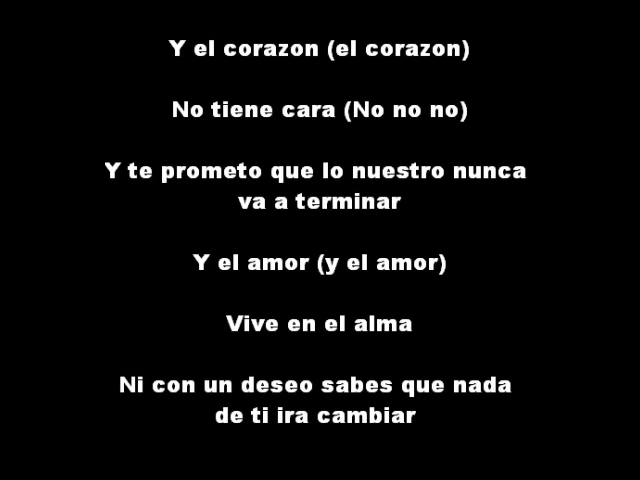 Y el corazon (el corazon)
No tiene cara (No no no)
Y te prometo que lo nuestro nunca
va a terminar
Y el amor (y el amor)
Vive en el alma
Ni con un deseo sabes que nada
de ti ira cambiar